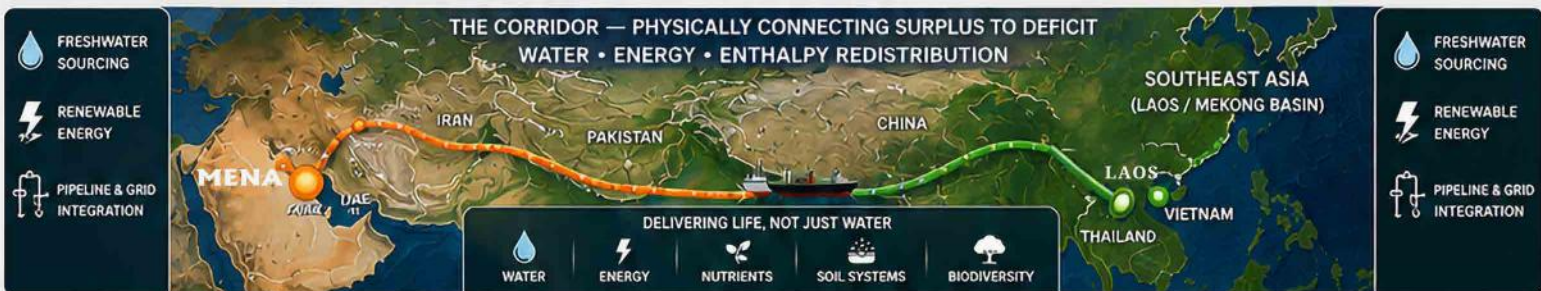 FRESHWATER
SOURCING
RENEWABLE
ENERGY
PIPELINE & GRID
INTEGRATION
THE CORRIDOR — PHYSICALLY CONNECTING SURPLUS TO DEFICIT
WATER • ENERGY • ENTHALPY REDISTRIBUTION
SOUTHEAST ASIA
(LAOS / MEKONG BASIN)
IRAN
PAKISTAN
CHINA
MENA
UAE
LAOS
VIETNAM
THAILAND
DELIVERING LIFE, NOT JUST WATER
WATER
ENERGY
NUTRIENTS
SOIL SYSTEMS
BIODIVERSITY
FRESHWATER
SOURCING
RENEWABLE
ENERGY
PIPELINE & GRID
INTEGRATION